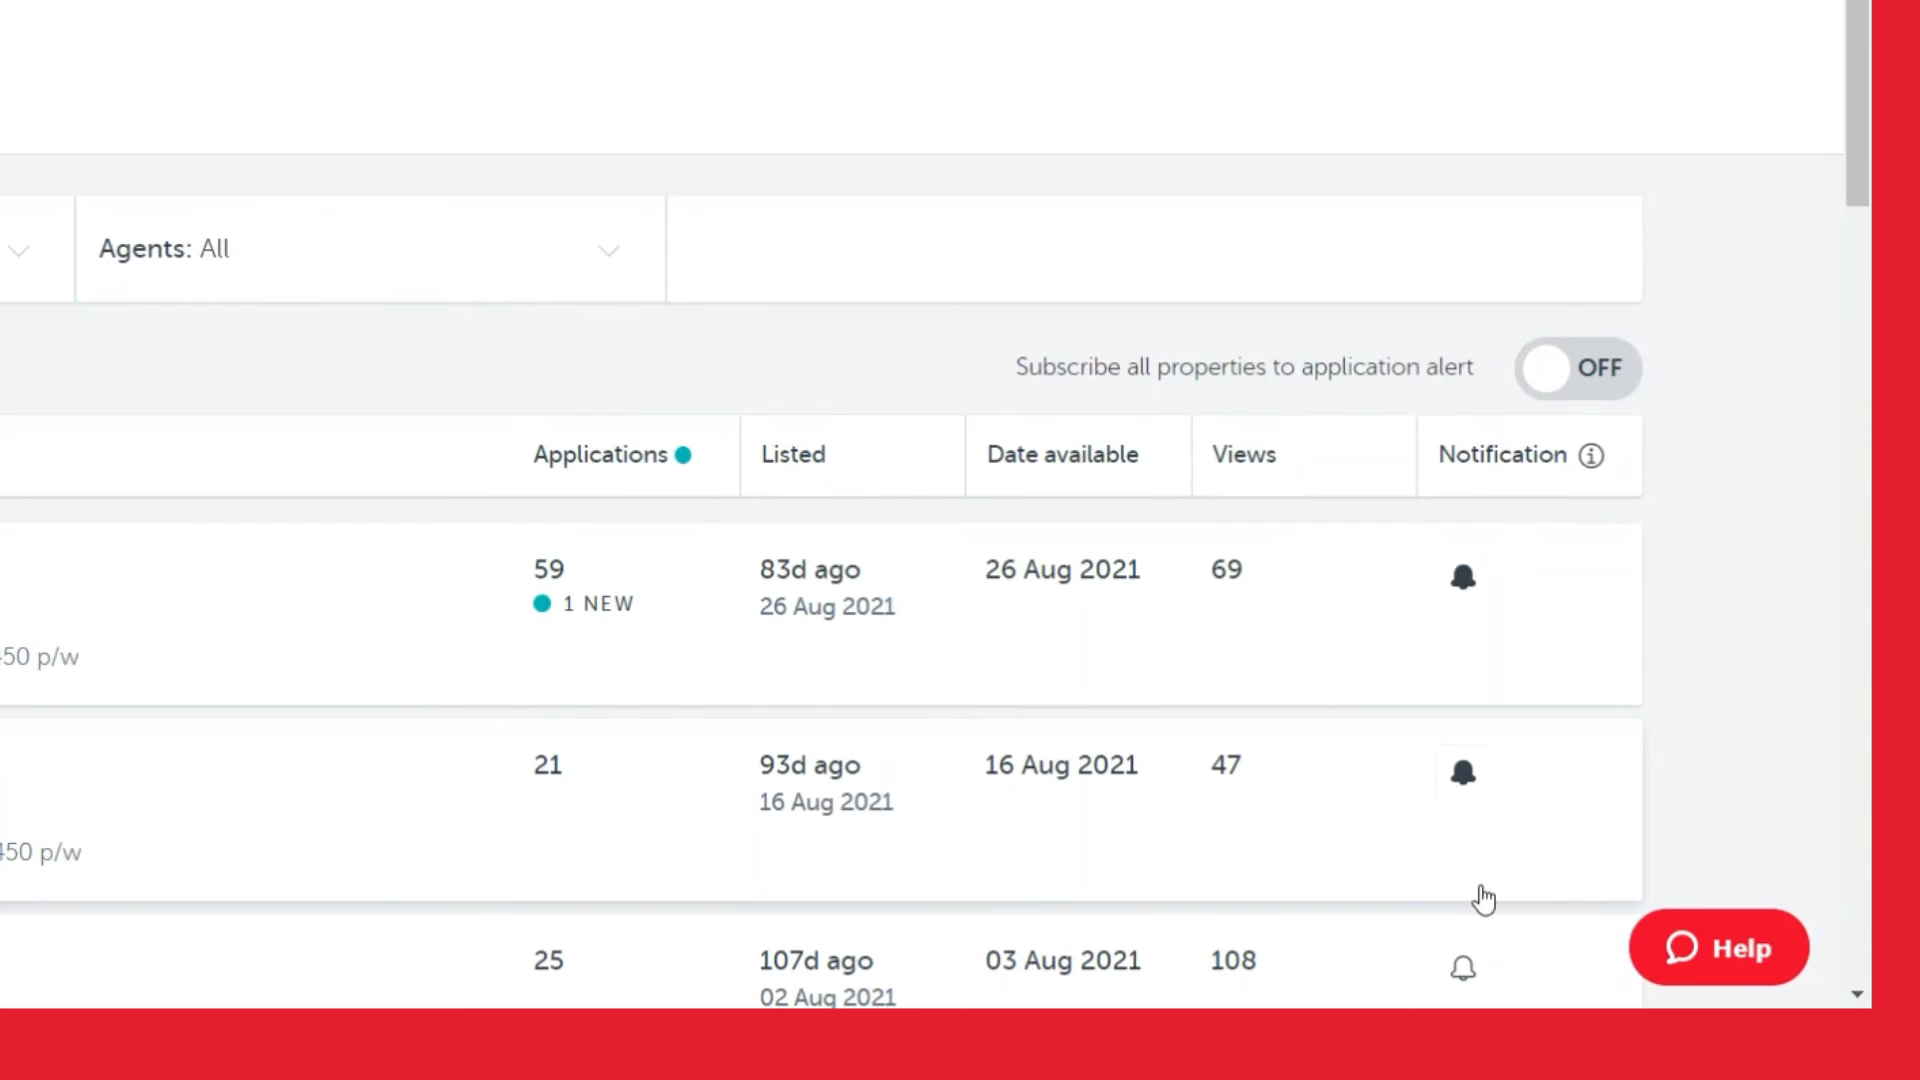 Agents: All
Subscribe all properties to application alert OFF
Applications Listed Date available Views Notification
59 83d ago 26 Aug 2021 69
1 NEW 26 Aug 2021
50 p/w
21 93d ago 16 Aug 2021 47
16 Aug 2021
450 p/w
Help
25 107d ago 03 Aug 2021 108
02 Aug 2021